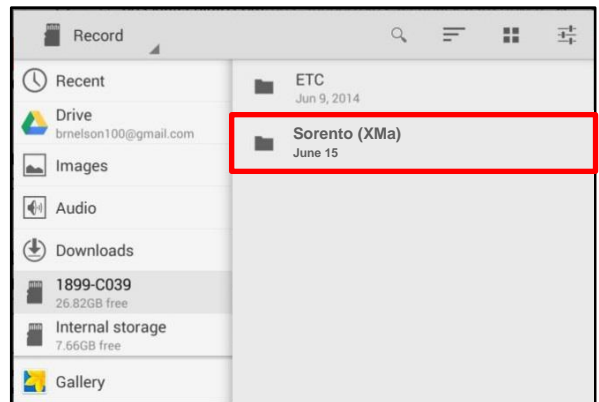 Record
Recent
Drive
brnelson100@gmail.com
Images
Audio
Downloads
1899-C039
26.82GB free
Internal storage
7.66GB free
Gallery
ETC
Jun 9, 2014
Sorento (XMa)
June 15